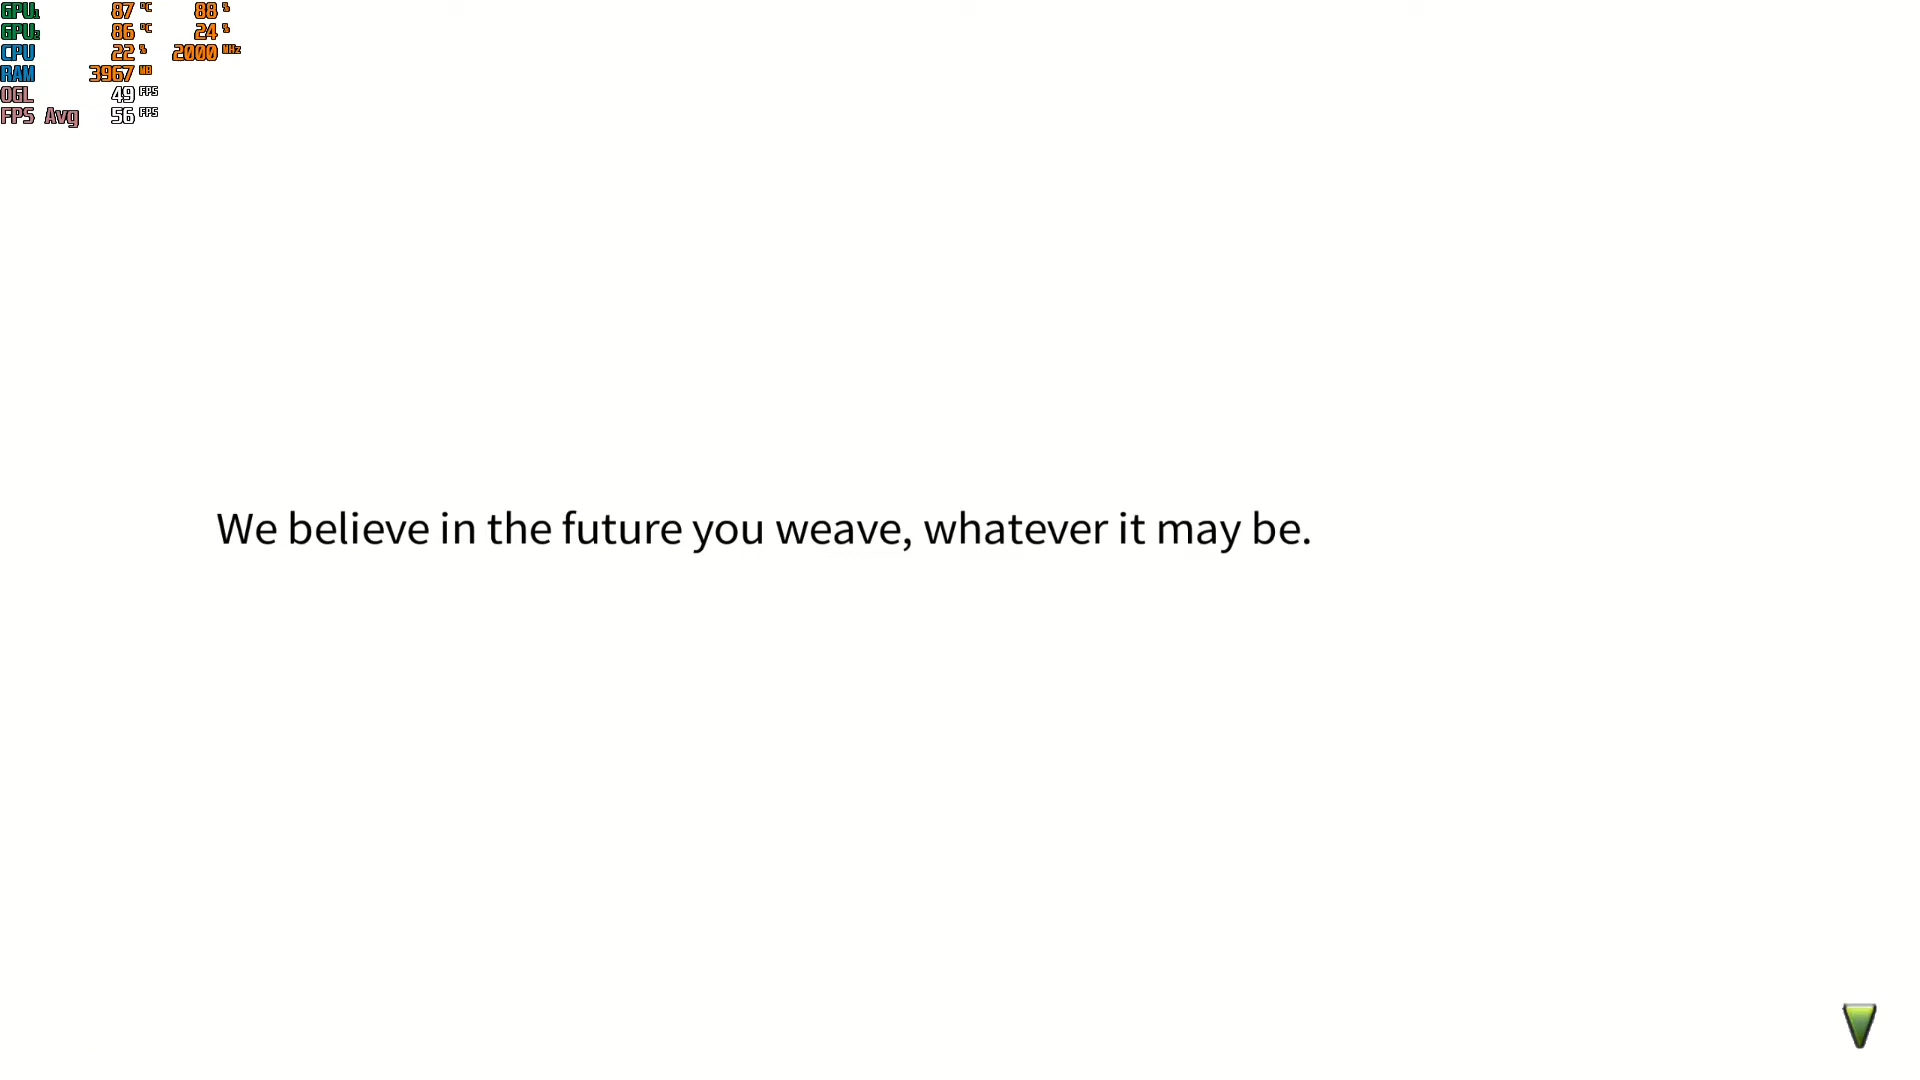 GPU1 87 °C 88 %
GPU2 86 °C 24 %
CPU 22 % 2000 MHz
RAM 3967 MB
OGL 49 FPS
FPS Avg 56 FPS
We believe in the future you weave, whatever it may be.